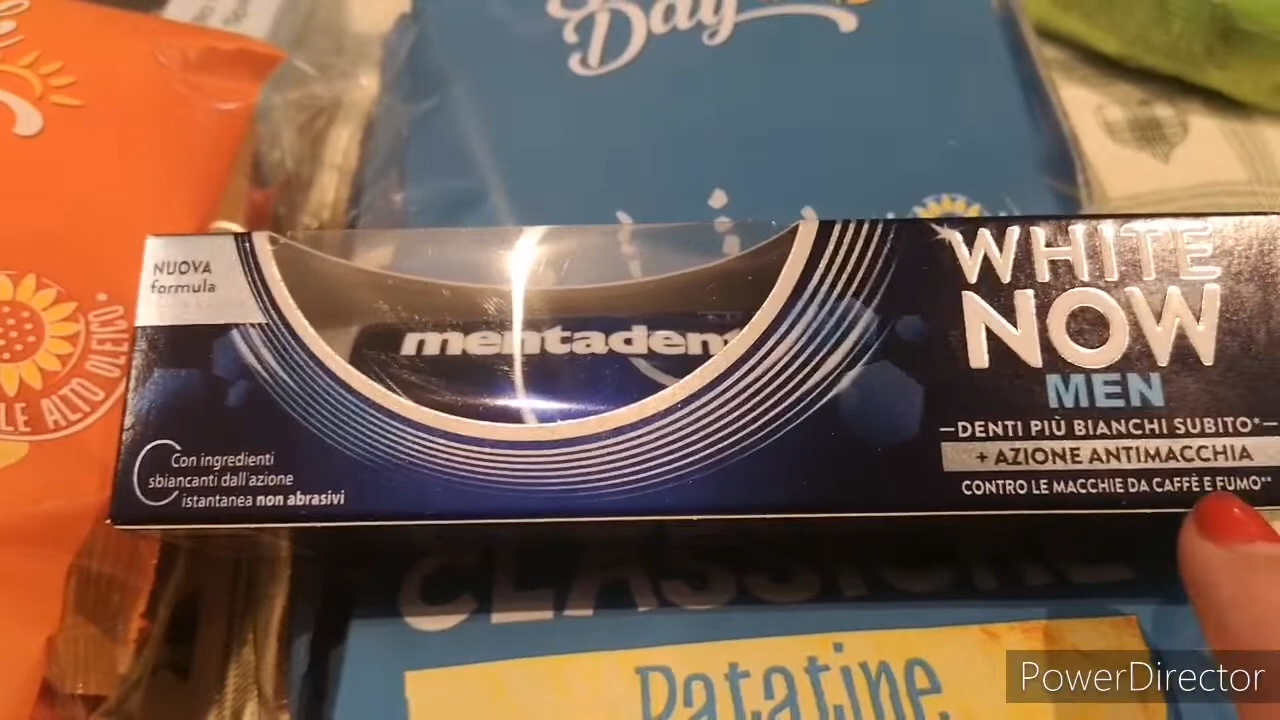 Day
NUOVA
formula
mentadent
WHITE
NOW
MEN
DENTI PIÙ BIANCHI SUBITO*
+ AZIONE ANTIMACCHIA
CONTRO LE MACCHIE DA CAFFÈ E FUMO**
Con ingredienti
sbiancanti dall'azione
istantanea non abrasivi
ALTO OLEICO
CLASSICHE
Patatine
PowerDirector